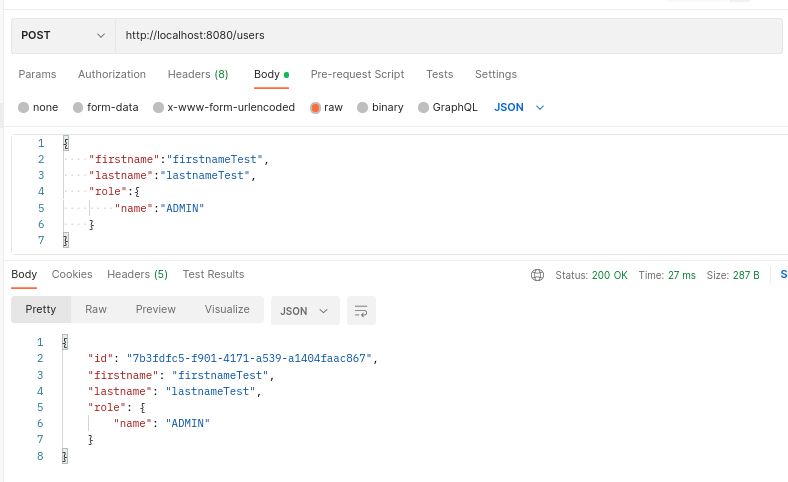 POST http://localhost:8080/users
Params Authorization Headers (8) Body Pre-request Script Tests Settings
none form-data x-www-form-urlencoded raw binary GraphQL JSON
1 {
2 "firstname":"firstnameTest",
3 "lastname":"lastnameTest",
4 "role":{
5 "name":"ADMIN"
6 }
7 }
Body Cookies Headers (5) Test Results Status: 200 OK Time: 27 ms Size: 287 B S
Pretty Raw Preview Visualize JSON
1 {
2 "id": "7b3fdfc5-f901-4171-a539-a1404faac867",
3 "firstname": "firstnameTest",
4 "lastname": "lastnameTest",
5 "role": {
6 "name": "ADMIN"
7 }
8 }